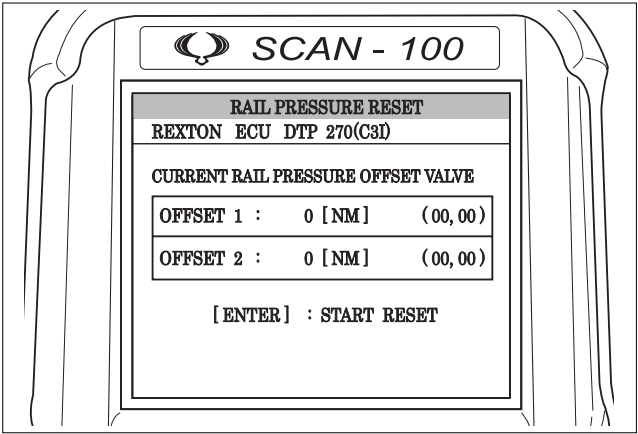 SCAN - 100
RAIL PRESSURE RESET
REXTON ECU DTP 270(C3I)
CURRENT RAIL PRESSURE OFFSET VALVE
OFFSET 1 : 0 [ NM ] ( 00, 00 )
OFFSET 2 : 0 [ NM ] ( 00, 00 )
[ ENTER ] : START RESET